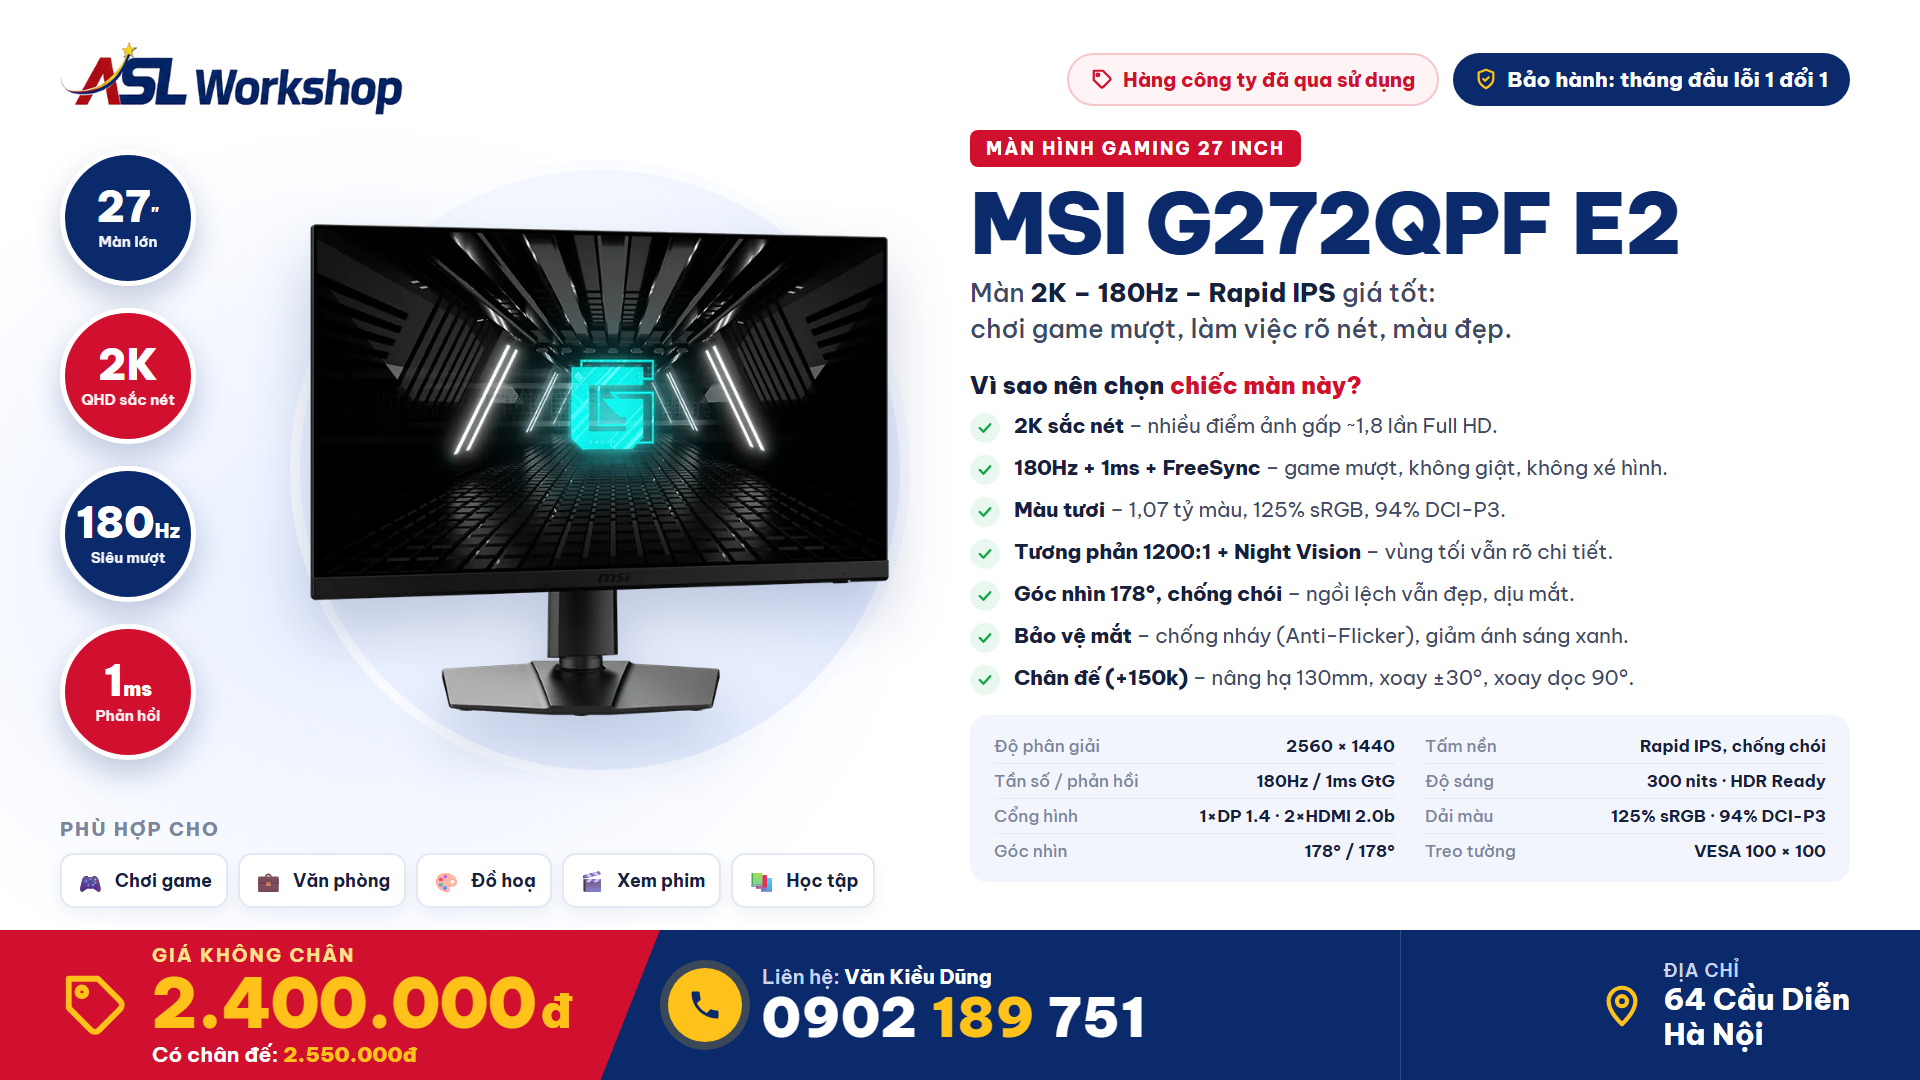 ASL Workshop
Hàng công ty đã qua sử dụng
Bảo hành: tháng đầu lỗi 1 đổi 1
27"
Màn lớn
2K
QHD sắc nét
180Hz
Siêu mượt
1ms
Phản hồi
msi
MÀN HÌNH GAMING 27 INCH
MSI G272QPF E2
Màn 2K – 180Hz – Rapid IPS giá tốt:
chơi game mượt, làm việc rõ nét, màu đẹp.
Vì sao nên chọn chiếc màn này?
2K sắc nét – nhiều điểm ảnh gấp ~1,8 lần Full HD.
180Hz + 1ms + FreeSync – game mượt, không giật, không xé hình.
Màu tươi – 1,07 tỷ màu, 125% sRGB, 94% DCI-P3.
Tương phản 1200:1 + Night Vision – vùng tối vẫn rõ chi tiết.
Góc nhìn 178°, chống chói – ngồi lệch vẫn đẹp, dịu mắt.
Bảo vệ mắt – chống nháy (Anti-Flicker), giảm ánh sáng xanh.
Chân đế (+150k) – nâng hạ 130mm, xoay ±30°, xoay dọc 90°.
Độ phân giải 2560 × 1440
Tấm nền Rapid IPS, chống chói
Tần số / phản hồi 180Hz / 1ms GtG
Độ sáng 300 nits · HDR Ready
Cổng hình 1×DP 1.4 · 2×HDMI 2.0b
Dải màu 125% sRGB · 94% DCI-P3
Góc nhìn 178° / 178°
Treo tường VESA 100 × 100
PHÙ HỢP CHO
Chơi game
Văn phòng
Đồ hoạ
Xem phim
Học tập
GIÁ KHÔNG CHÂN
2.400.000đ
Có chân đế: 2.550.000đ
Liên hệ: Văn Kiều Dũng
0902 189 751
ĐỊA CHỈ
64 Cầu Diễn
Hà Nội